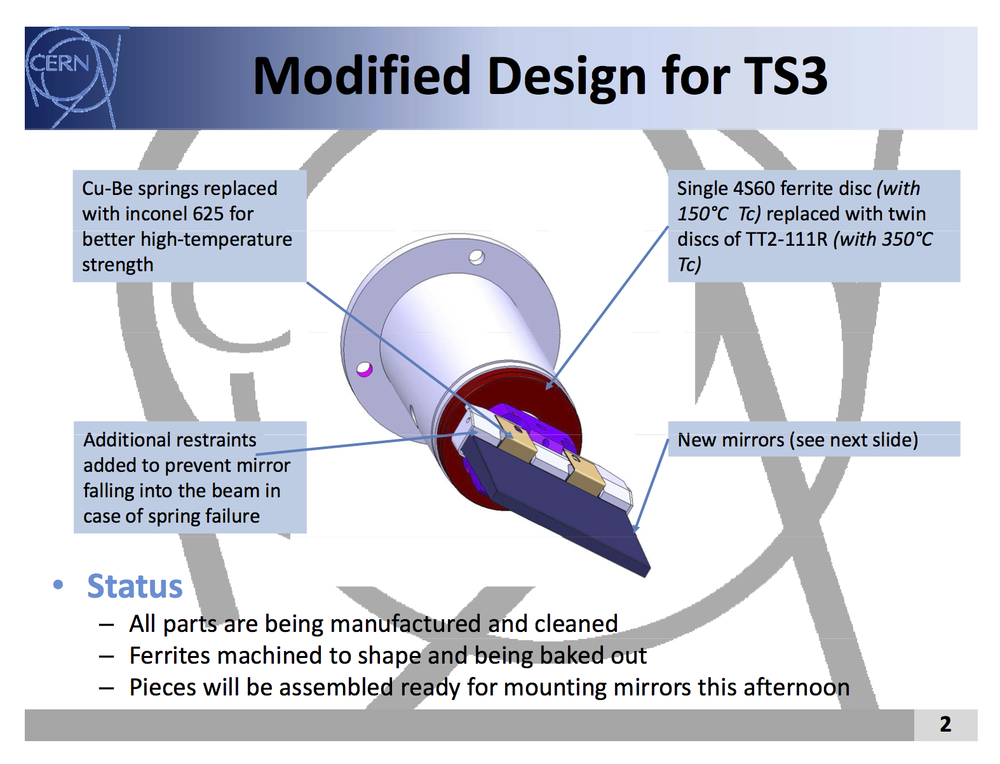 CERN
Modified Design for TS3
Cu-Be springs replaced
with inconel 625 for
better high-temperature
strength
Single 4S60 ferrite disc (with
150°C Tc) replaced with twin
discs of TT2-111R (with 350°C
Tc)
Additional restraints
added to prevent mirror
falling into the beam in
case of spring failure
New mirrors (see next slide)
• Status
– All parts are being manufactured and cleaned
– Ferrites machined to shape and being baked out
– Pieces will be assembled ready for mounting mirrors this afternoon
2